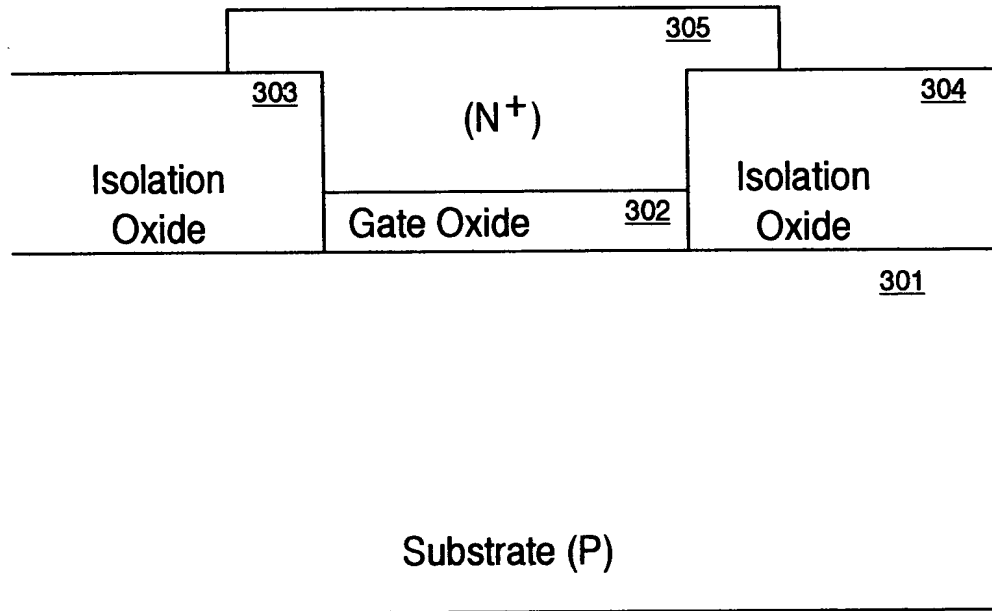 305
303
304
(N+)
Isolation
Oxide
Isolation
Oxide
Gate Oxide
302
301
Substrate (P)